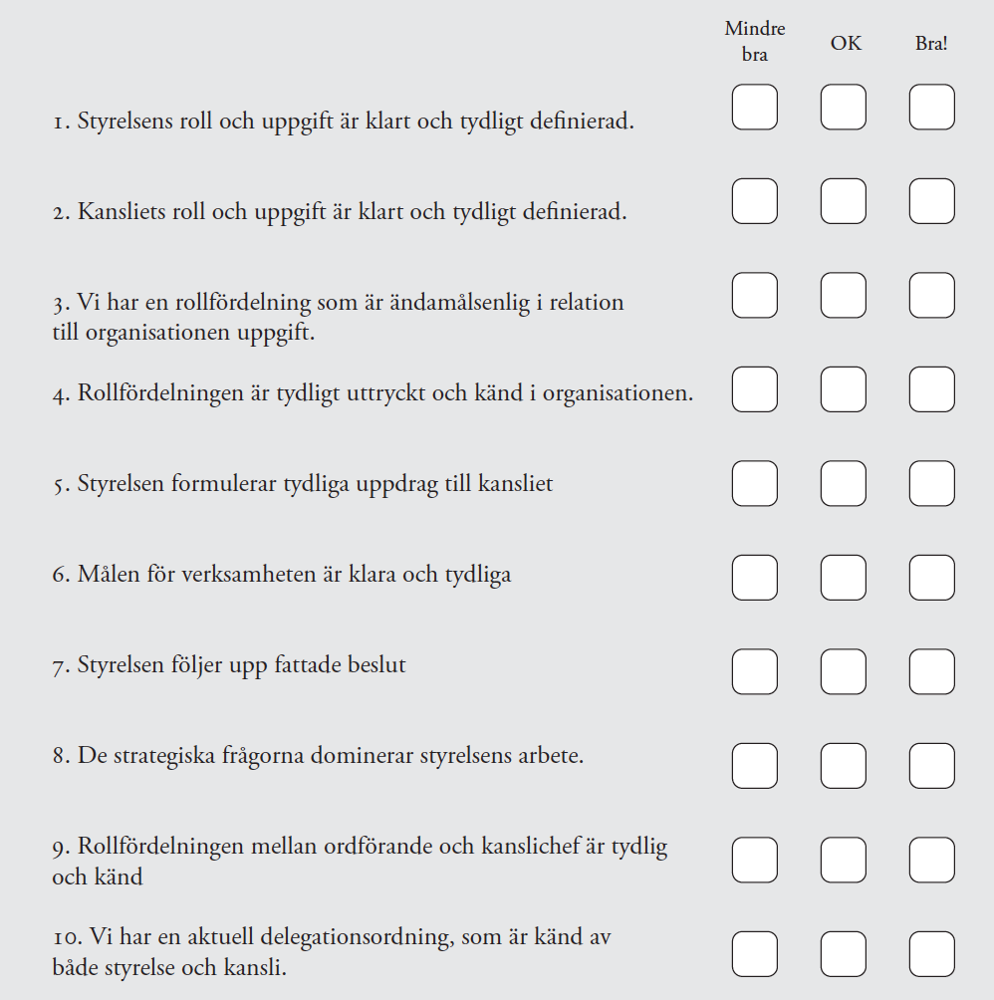 Mindre
bra
OK
Bra!
1. Styrelsens roll och uppgift är klart och tydligt definierad.
2. Kansliets roll och uppgift är klart och tydligt definierad.
3. Vi har en rollfördelning som är ändamålsenlig i relation
till organisationen uppgift.
4. Rollfördelningen är tydligt uttryckt och känd i organisationen.
5. Styrelsen formulerar tydliga uppdrag till kansliet
6. Målen för verksamheten är klara och tydliga
7. Styrelsen följer upp fattade beslut
8. De strategiska frågorna dominerar styrelsens arbete.
9. Rollfördelningen mellan ordförande och kanslichef är tydlig
och känd
10. Vi har en aktuell delegationsordning, som är känd av
både styrelse och kansli.